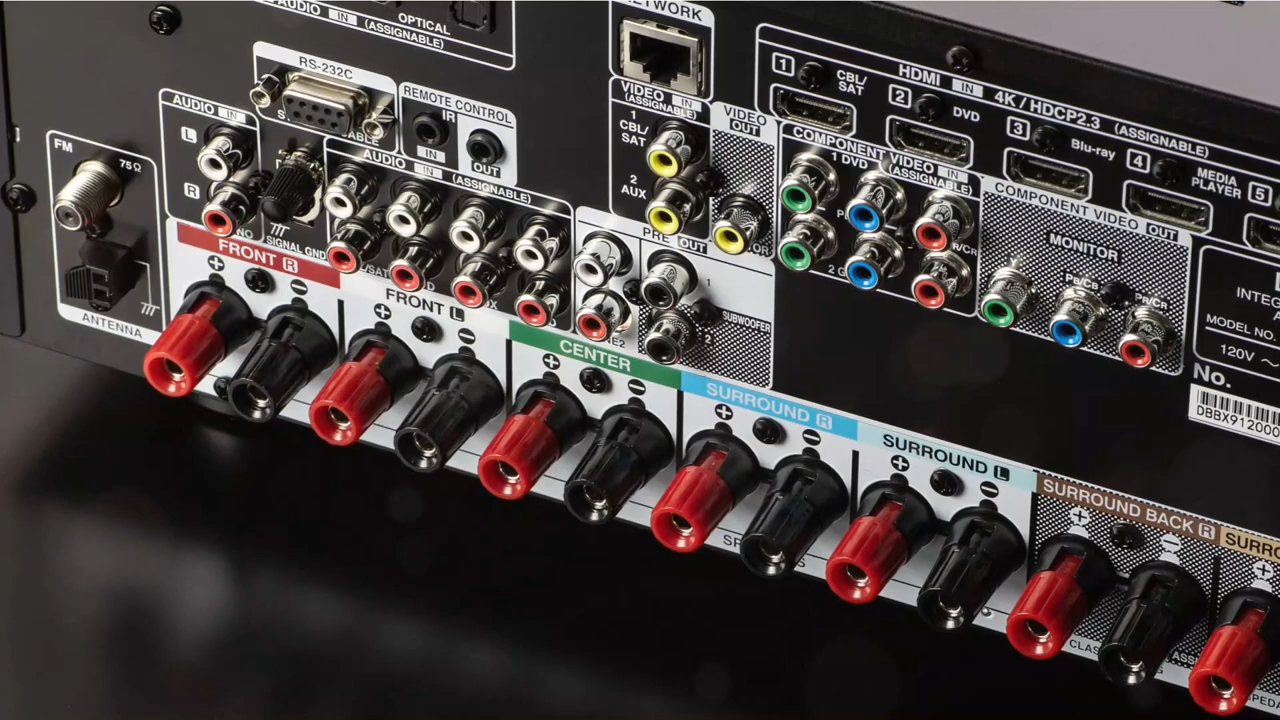 AUDIO IN OPTICAL
(ASSIGNABLE)
NETWORK
RS-232C
REMOTE CONTROL
IR
IN
OUT
AUDIO IN
L
R
FM
75Ω
ANTENNA
SIGNAL GND
AUDIO IN (ASSIGNABLE)
VIDEO IN
(ASSIGNABLE)
1
CBL/
SAT
2
AUX
VIDEO
OUT
HDMI IN 4K / HDCP2.3 (ASSIGNABLE)
1
CBL/
SAT
2
DVD
3
Blu-ray
4
MEDIA
PLAYER
5
COMPONENT VIDEO IN
1 DVD
(ASSIGNABLE)
COMPONENT VIDEO OUT
MONITOR
PB/CB
PR/CR
PRE OUT
1
SUBWOOFER
2
MODEL NO.
120V ~
No.
DBBX912000
FRONT R
+ −
FRONT L
+ −
CENTER
+ −
SURROUND R
+ −
SURROUND L
+ −
SURROUND BACK R
+ −
+